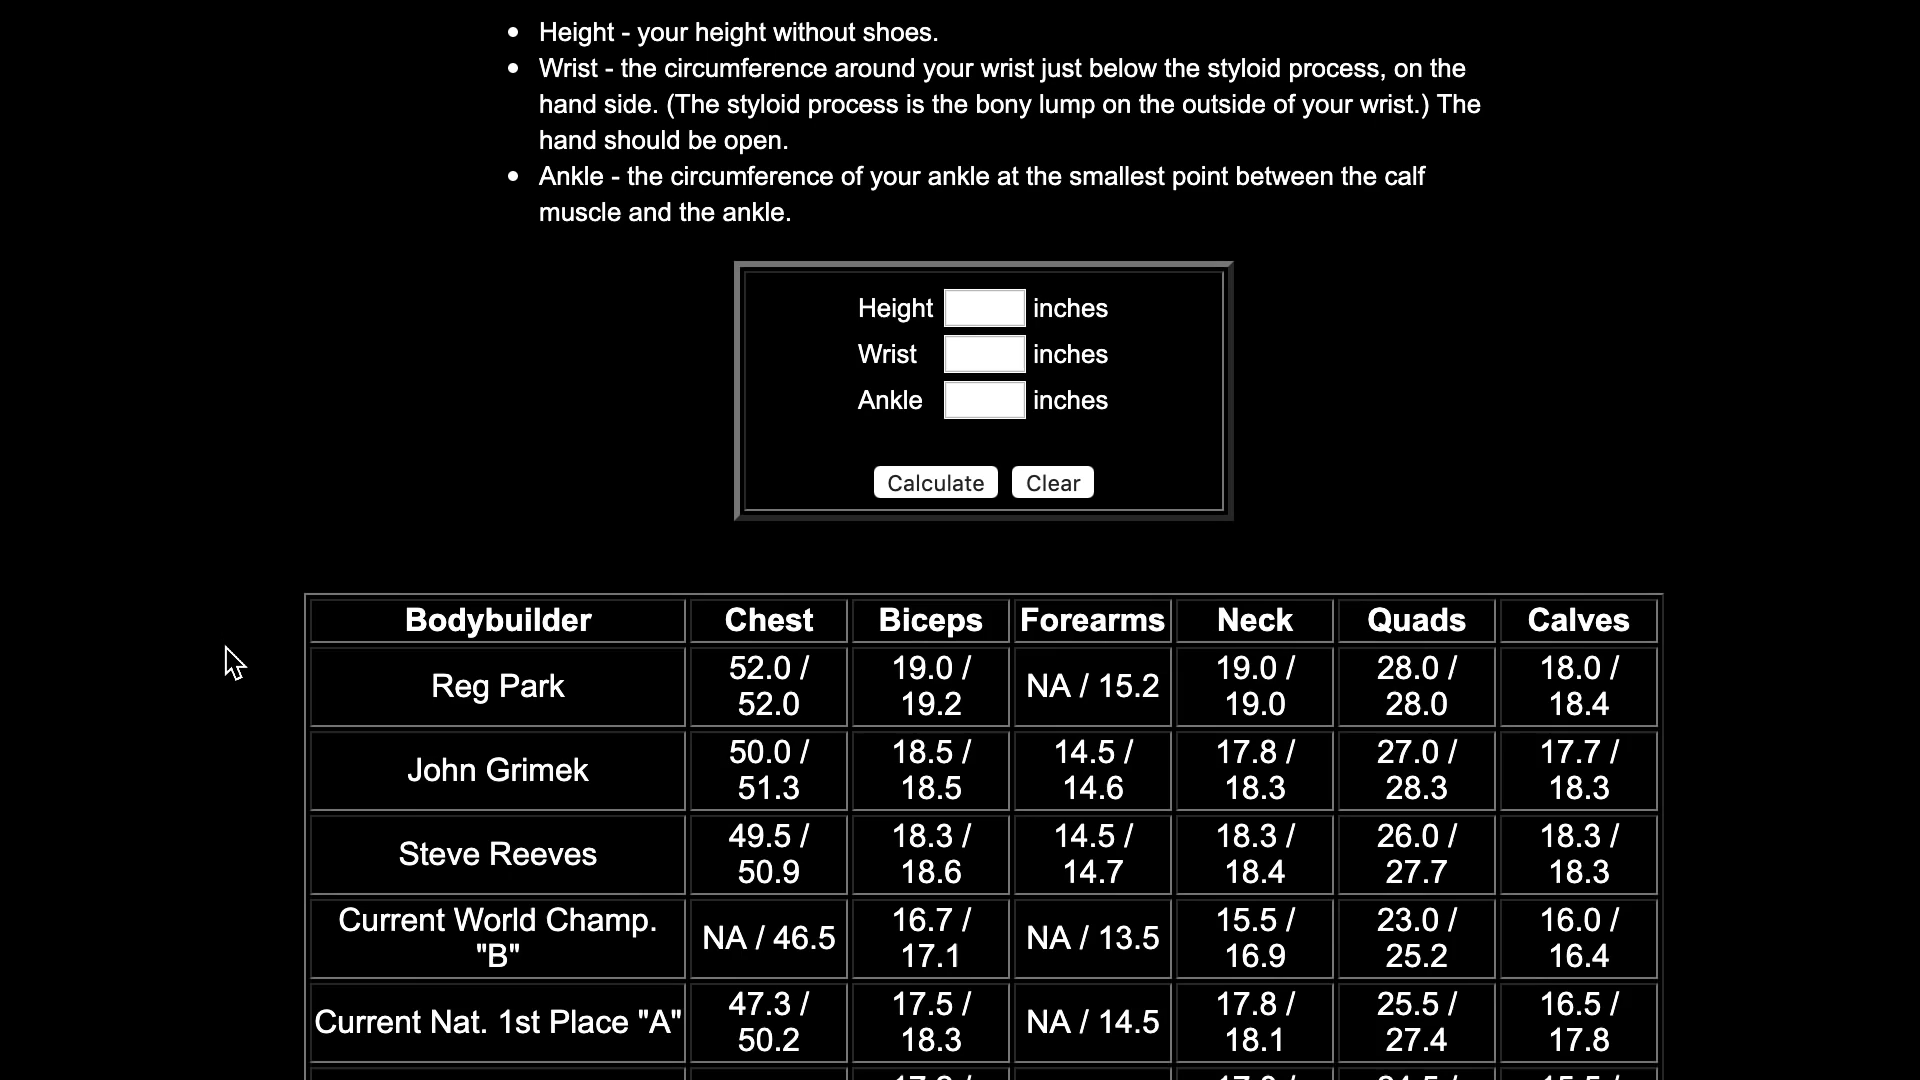 Height - your height without shoes.
Wrist - the circumference around your wrist just below the styloid process, on the
hand side. (The styloid process is the bony lump on the outside of your wrist.) The
hand should be open.
Ankle - the circumference of your ankle at the smallest point between the calf
muscle and the ankle.
Height inches
Wrist inches
Ankle inches
Calculate Clear
Bodybuilder Chest Biceps Forearms Neck Quads Calves
Reg Park 52.0 / 52.0 19.0 / 19.2 NA / 15.2 19.0 / 19.0 28.0 / 28.0 18.0 / 18.4
John Grimek 50.0 / 51.3 18.5 / 18.5 14.5 / 14.6 17.8 / 18.3 27.0 / 28.3 17.7 / 18.3
Steve Reeves 49.5 / 50.9 18.3 / 18.6 14.5 / 14.7 18.3 / 18.4 26.0 / 27.7 18.3 / 18.3
Current World Champ. "B" NA / 46.5 16.7 / 17.1 NA / 13.5 15.5 / 16.9 23.0 / 25.2 16.0 / 16.4
Current Nat. 1st Place "A" 47.3 / 50.2 17.5 / 18.3 NA / 14.5 17.8 / 18.1 25.5 / 27.4 16.5 / 17.8